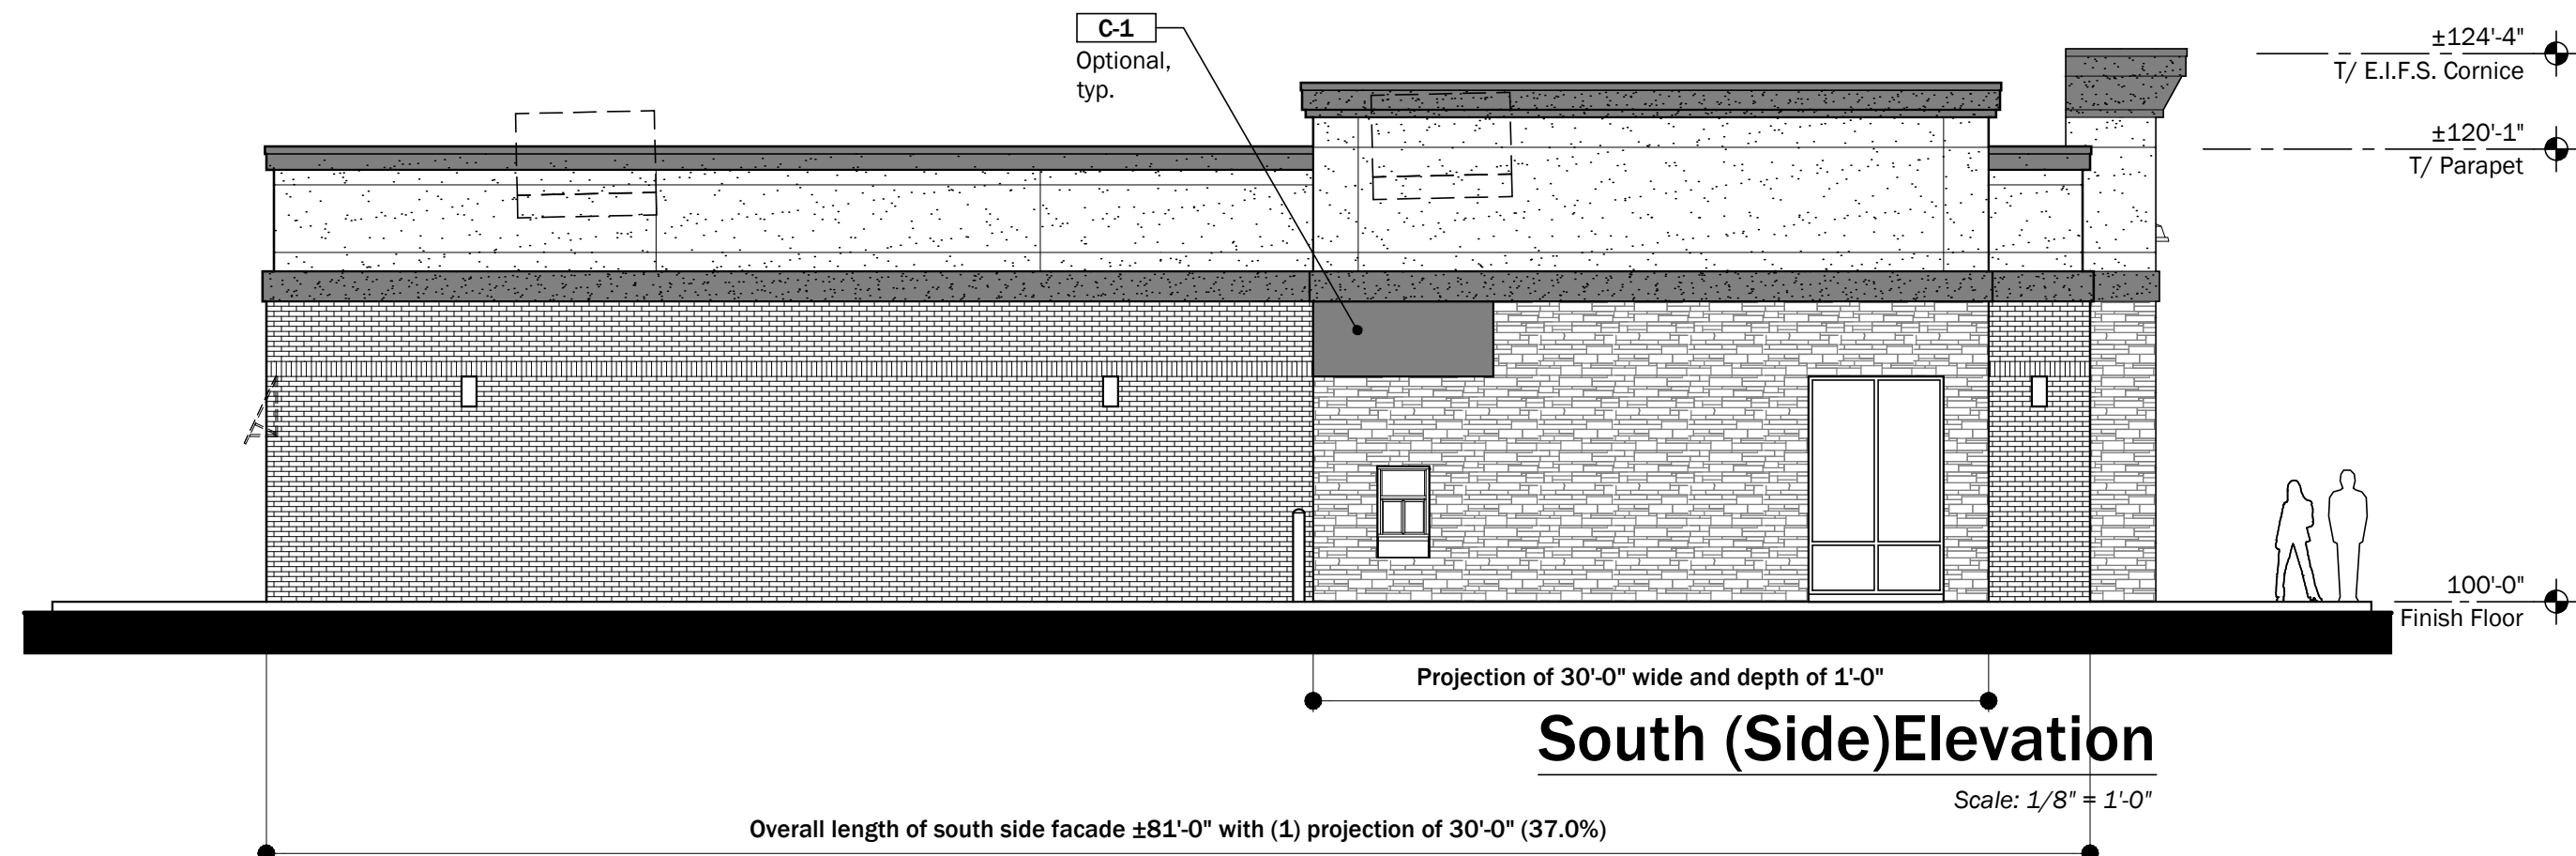 C-1
Optional,
typ.
±124'-4"
T/ E.I.F.S. Cornice
±120'-1"
T/ Parapet
100'-0"
Finish Floor
Projection of 30'-0" wide and depth of 1'-0"
South (Side)Elevation
Scale: 1/8" = 1'-0"
Overall length of south side facade ±81'-0" with (1) projection of 30'-0" (37.0%)